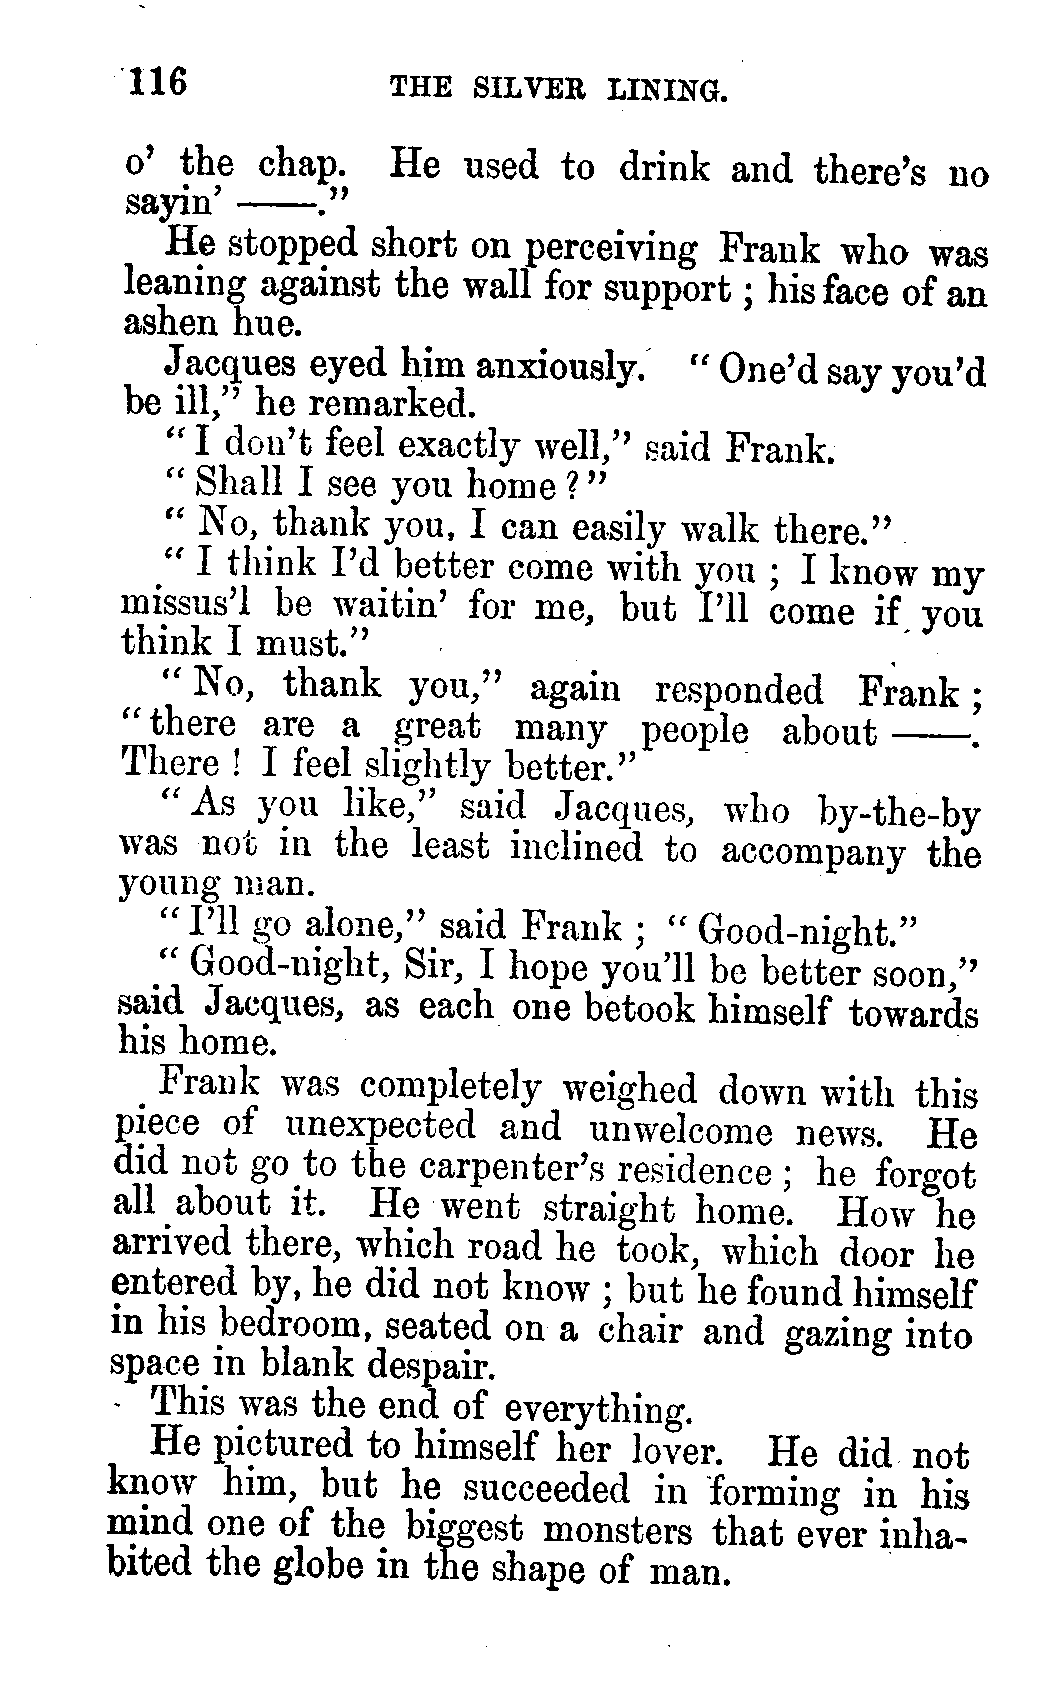 116 THE SILVER LINING.
o' the chap. He used to drink and there's no
sayin' ——."
He stopped short on perceiving Frank who was
leaning against the wall for support ; his face of an
ashen hue.
Jacques eyed him anxiously. " One'd say you'd
be ill," he remarked.
" I don't feel exactly well," said Frank.
" Shall I see you home ? "
" No, thank you, I can easily walk there."
" I think I'd better come with you ; I know my
missus'l be waitin' for me, but I'll come if you
think I must."
" No, thank you," again responded Frank ;
" there are a great many people about ——.
There ! I feel slightly better."
" As you like," said Jacques, who by-the-by
was not in the least inclined to accompany the
young man.
" I'll go alone," said Frank ; " Good-night."
" Good-night, Sir, I hope you'll be better soon,"
said Jacques, as each one betook himself towards
his home.
Frank was completely weighed down with this
piece of unexpected and unwelcome news. He
did not go to the carpenter's residence ; he forgot
all about it. He went straight home. How he
arrived there, which road he took, which door he
entered by, he did not know ; but he found himself
in his bedroom, seated on a chair and gazing into
space in blank despair.
This was the end of everything.
He pictured to himself her lover. He did not
know him, but he succeeded in forming in his
mind one of the biggest monsters that ever inha-
bited the globe in the shape of man.